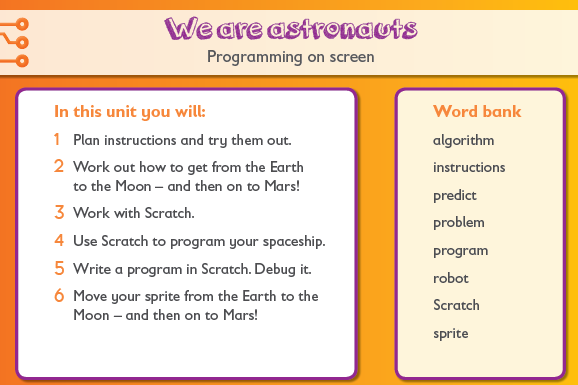 We are astronauts
Programming on screen
In this unit you will:
1 Plan instructions and try them out.
2 Work out how to get from the Earth
to the Moon – and then on to Mars!
3 Work with Scratch.
4 Use Scratch to program your spaceship.
5 Write a program in Scratch. Debug it.
6 Move your sprite from the Earth to the
Moon – and then on to Mars!
Word bank
algorithm
instructions
predict
problem
program
robot
Scratch
sprite